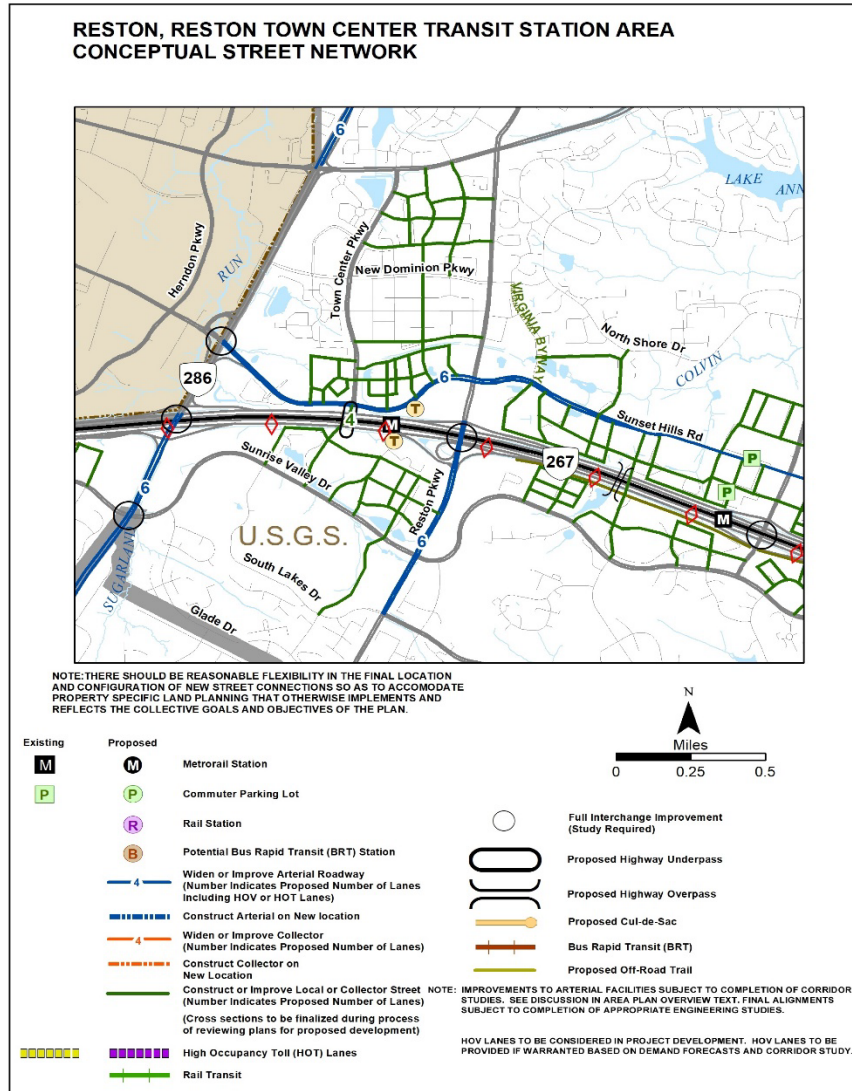 RESTON, RESTON TOWN CENTER TRANSIT STATION AREA
CONCEPTUAL STREET NETWORK
6
LAKE ANN
Herndon Pkwy
RUN
Town Center Pkwy
New Dominion Pkwy
VIRGINIA BYWAY
North Shore Dr
COLVIN
286
6
T
Sunset Hills Rd
4
M
T
267
P
P
M
Sunrise Valley Dr
Reston Pkwy
6
6
U.S.G.S.
South Lakes Dr
SUGARLAND
Glade Dr
NOTE:THERE SHOULD BE REASONABLE FLEXIBILITY IN THE FINAL LOCATION
AND CONFIGURATION OF NEW STREET CONNECTIONS SO AS TO ACCOMODATE
PROPERTY SPECIFIC LAND PLANNING THAT OTHERWISE IMPLEMENTS AND
REFLECTS THE COLLECTIVE GOALS AND OBJECTIVES OF THE PLAN.
N
Miles
0 0.25 0.5
Existing Proposed
M M Metrorail Station
P P Commuter Parking Lot
R Rail Station
B Potential Bus Rapid Transit (BRT) Station
4 Widen or Improve Arterial Roadway
(Number Indicates Proposed Number of Lanes
Including HOV or HOT Lanes)
Construct Arterial on New location
4 Widen or Improve Collector
(Number Indicates Proposed Number of Lanes)
Construct Collector on
New Location
Construct or Improve Local or Collector Street
(Number Indicates Proposed Number of Lanes)
(Cross sections to be finalized during process
of reviewing plans for proposed development)
High Occupancy Toll (HOT) Lanes
Rail Transit
Full Interchange Improvement
(Study Required)
Proposed Highway Underpass
Proposed Highway Overpass
Proposed Cul-de-Sac
Bus Rapid Transit (BRT)
Proposed Off-Road Trail
NOTE: IMPROVEMENTS TO ARTERIAL FACILITIES SUBJECT TO COMPLETION OF CORRIDOR
STUDIES. SEE DISCUSSION IN AREA PLAN OVERVIEW TEXT. FINAL ALIGNMENTS
SUBJECT TO COMPLETION OF APPROPRIATE ENGINEERING STUDIES.
HOV LANES TO BE CONSIDERED IN PROJECT DEVELOPMENT. HOV LANES TO BE
PROVIDED IF WARRANTED BASED ON DEMAND FORECASTS AND CORRIDOR STUDY.